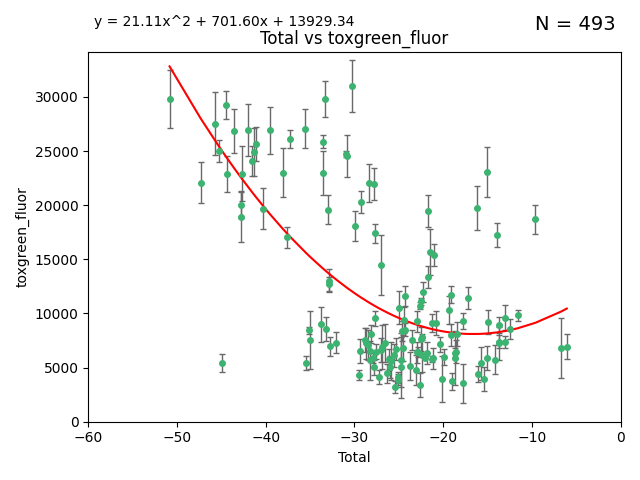 y = 21.11x^2 + 701.60x + 13929.34
N = 493
Total vs toxgreen_fluor
30000
25000
20000
15000
10000
5000
0
toxgreen_fluor
−60 −50 −40 −30 −20 −10 0
Total